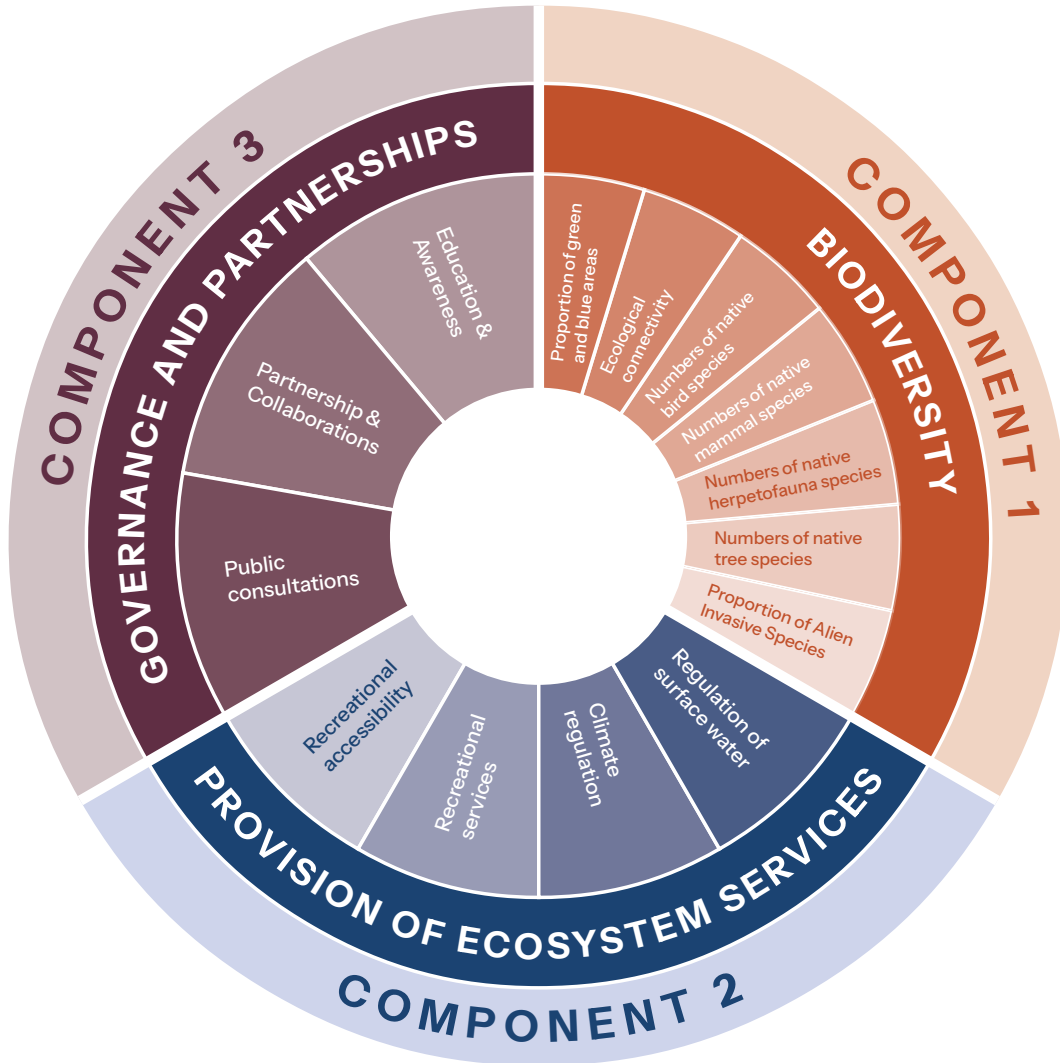 COMPONENT 1
BIODIVERSITY
Proportion of green
and blue areas
Ecological
connectivity
Numbers of native
bird species
Numbers of native
mammal species
Numbers of native
herpetofauna species
Numbers of native
tree species
Proportion of Alien
Invasive Species
COMPONENT 2
PROVISION OF ECOSYSTEM SERVICES
Regulation of
surface water
Climate
regulation
Recreational
services
Recreational
accessibility
COMPONENT 3
GOVERNANCE AND PARTNERSHIPS
Public
consultations
Partnership &
Collaborations
Education &
Awareness